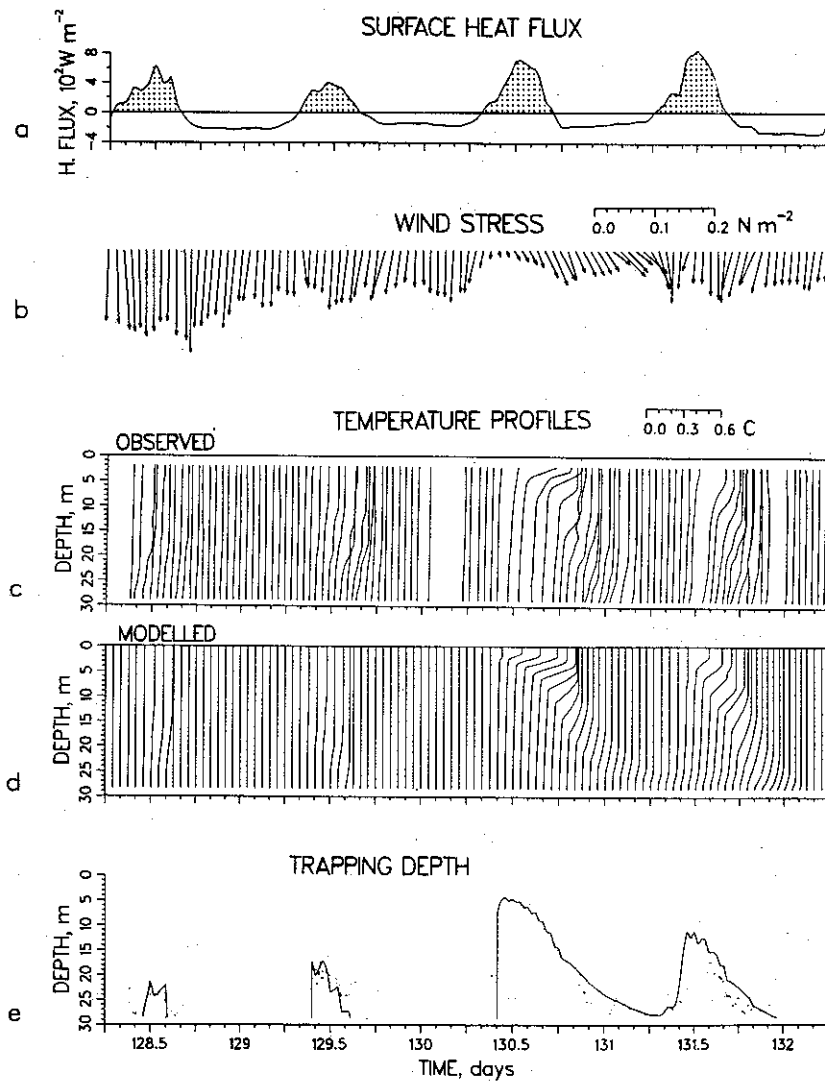 SURFACE HEAT FLUX
H. FLUX, 10²W m⁻²
8
4
0
-4
a
WIND STRESS
0.0 0.1 0.2 N m⁻²
b
TEMPERATURE PROFILES
0.0 0.3 0.6 C
OBSERVED
DEPTH, m
0
5
10
15
20
25
30
c
MODELLED
DEPTH, m
0
5
10
15
20
25
30
d
TRAPPING DEPTH
DEPTH, m
0
5
10
15
20
25
30
e
128.5 129 129.5 130 130.5 131 131.5 132
TIME, days